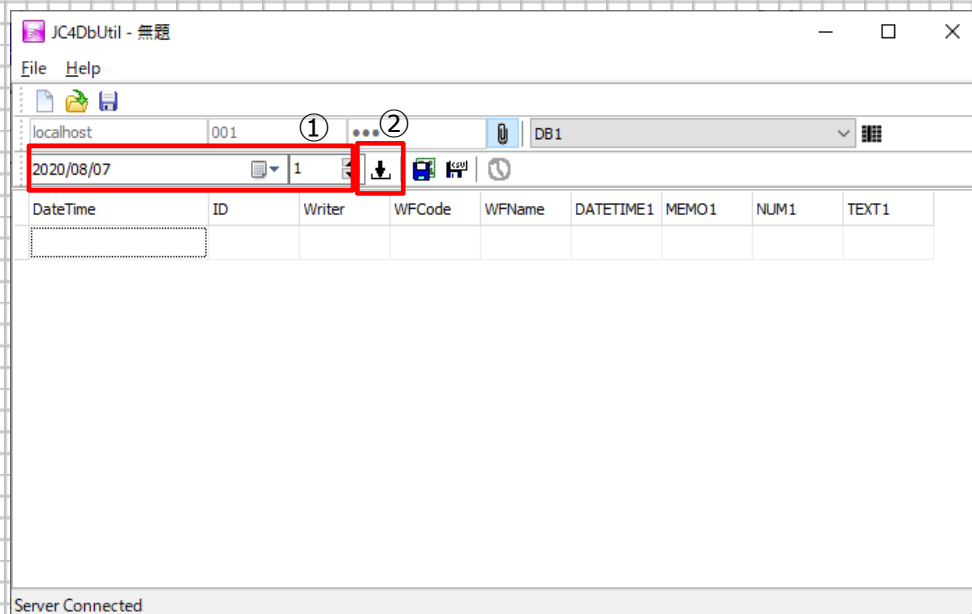 JC4DbUtil - 無題
File Help
localhost 001 ●●● DB1
① ②
2020/08/07 1 CSV
DateTime ID Writer WFCode WFName DATETIME1 MEMO1 NUM1 TEXT1
Server Connected